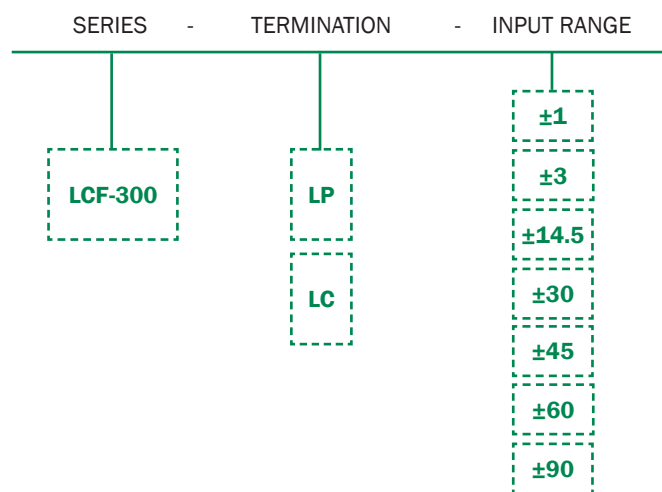 SERIES - TERMINATION - INPUT RANGE
LCF-300
LP
LC
±1
±3
±14.5
±30
±45
±60
±90